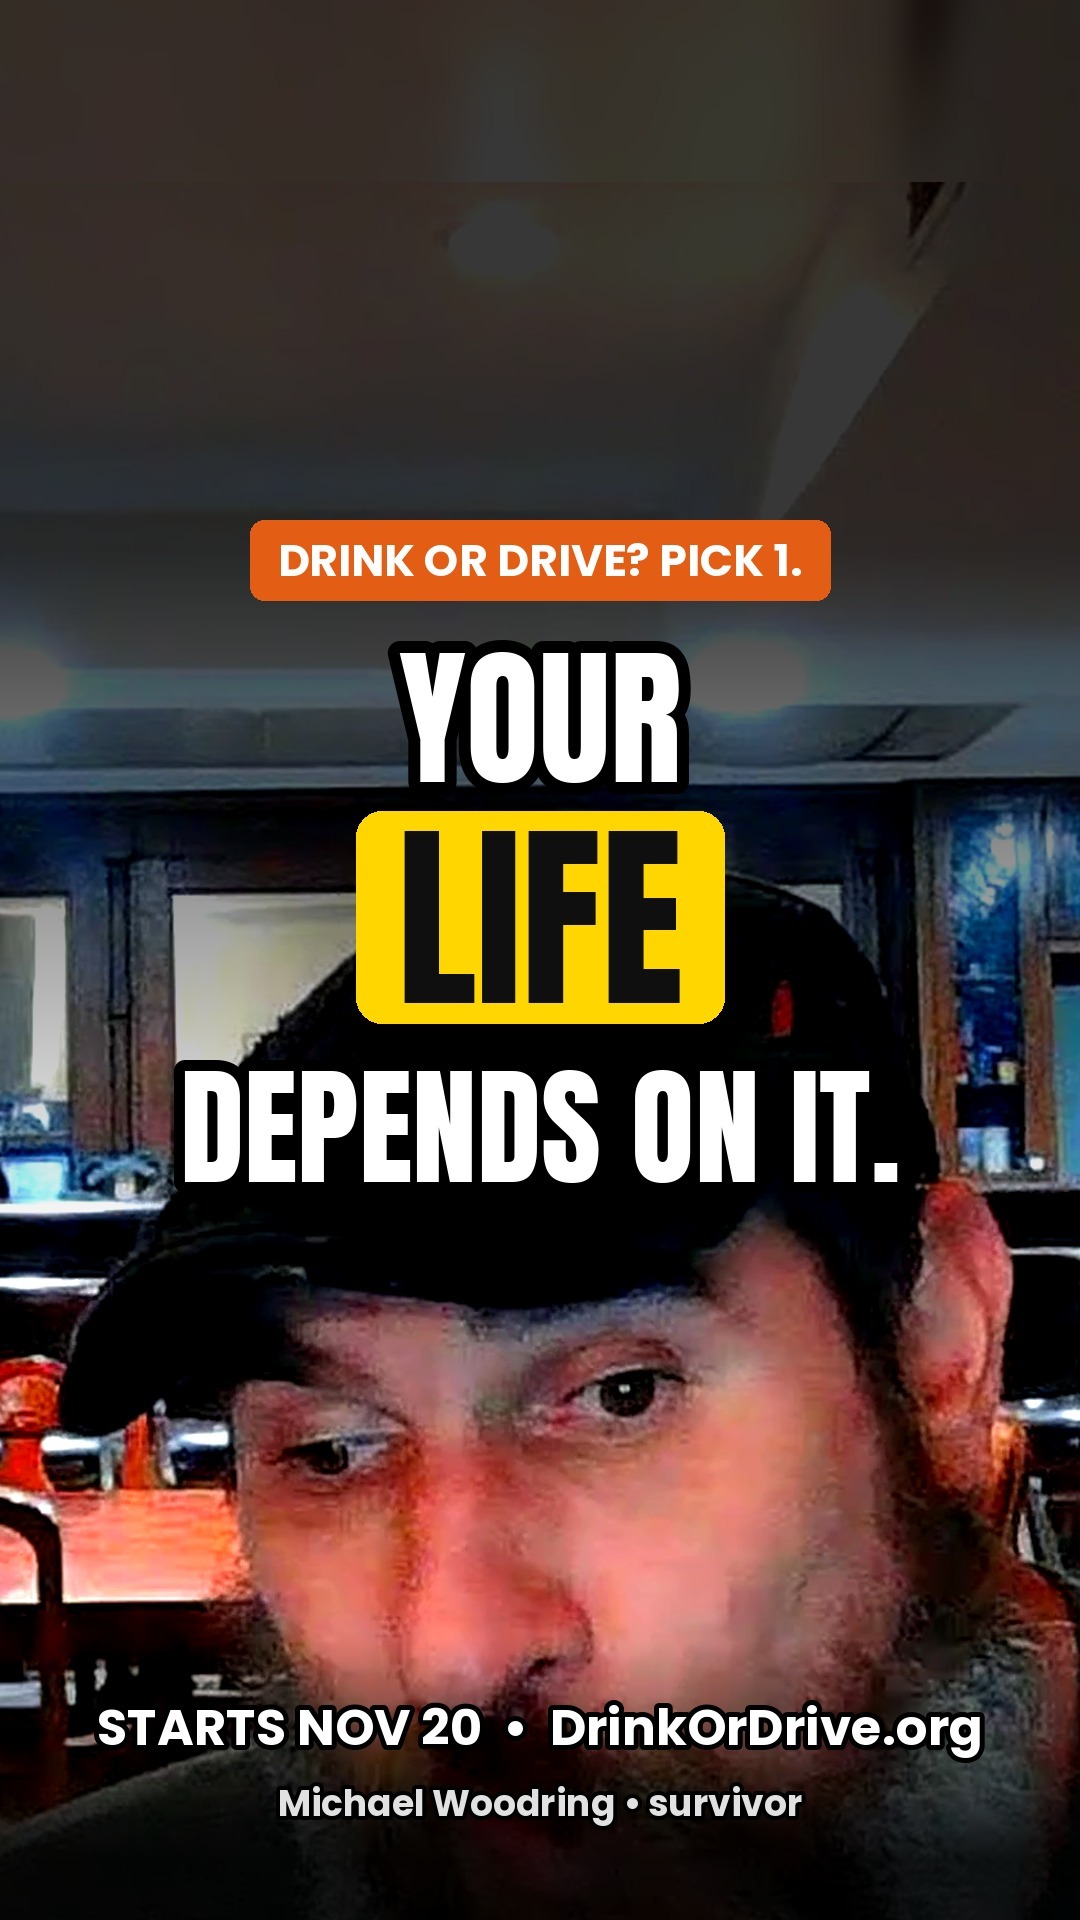 DRINK OR DRIVE? PICK 1.
YOUR
LIFE
DEPENDS ON IT.
STARTS NOV 20 • DrinkOrDrive.org
Michael Woodring • survivor